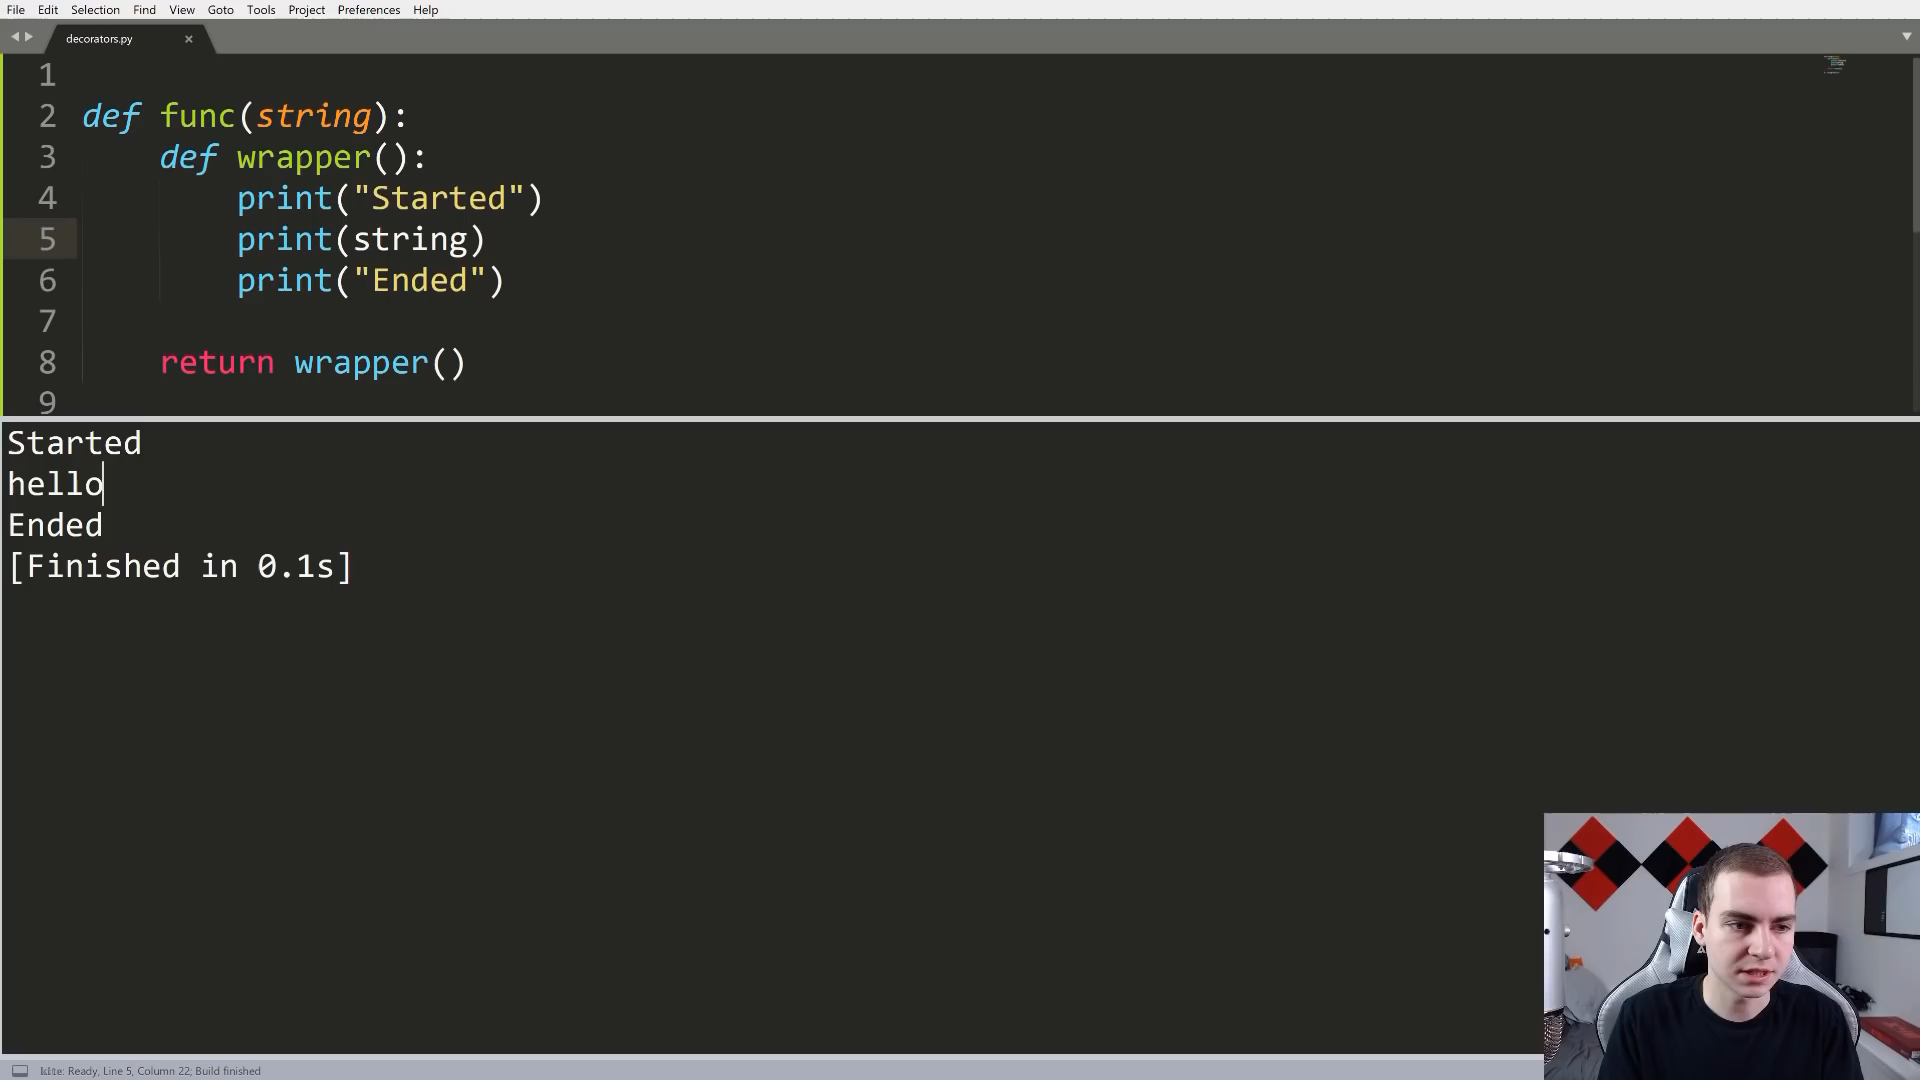 File Edit Selection Find View Goto Tools Project Preferences Help
decorators.py
1
2 def func(string):
3 def wrapper():
4 print("Started")
5 print(string)
6 print("Ended")
7
8 return wrapper()
9
Started
hello
Ended
[Finished in 0.1s]
Ready, Line 5, Column 22; Build finished